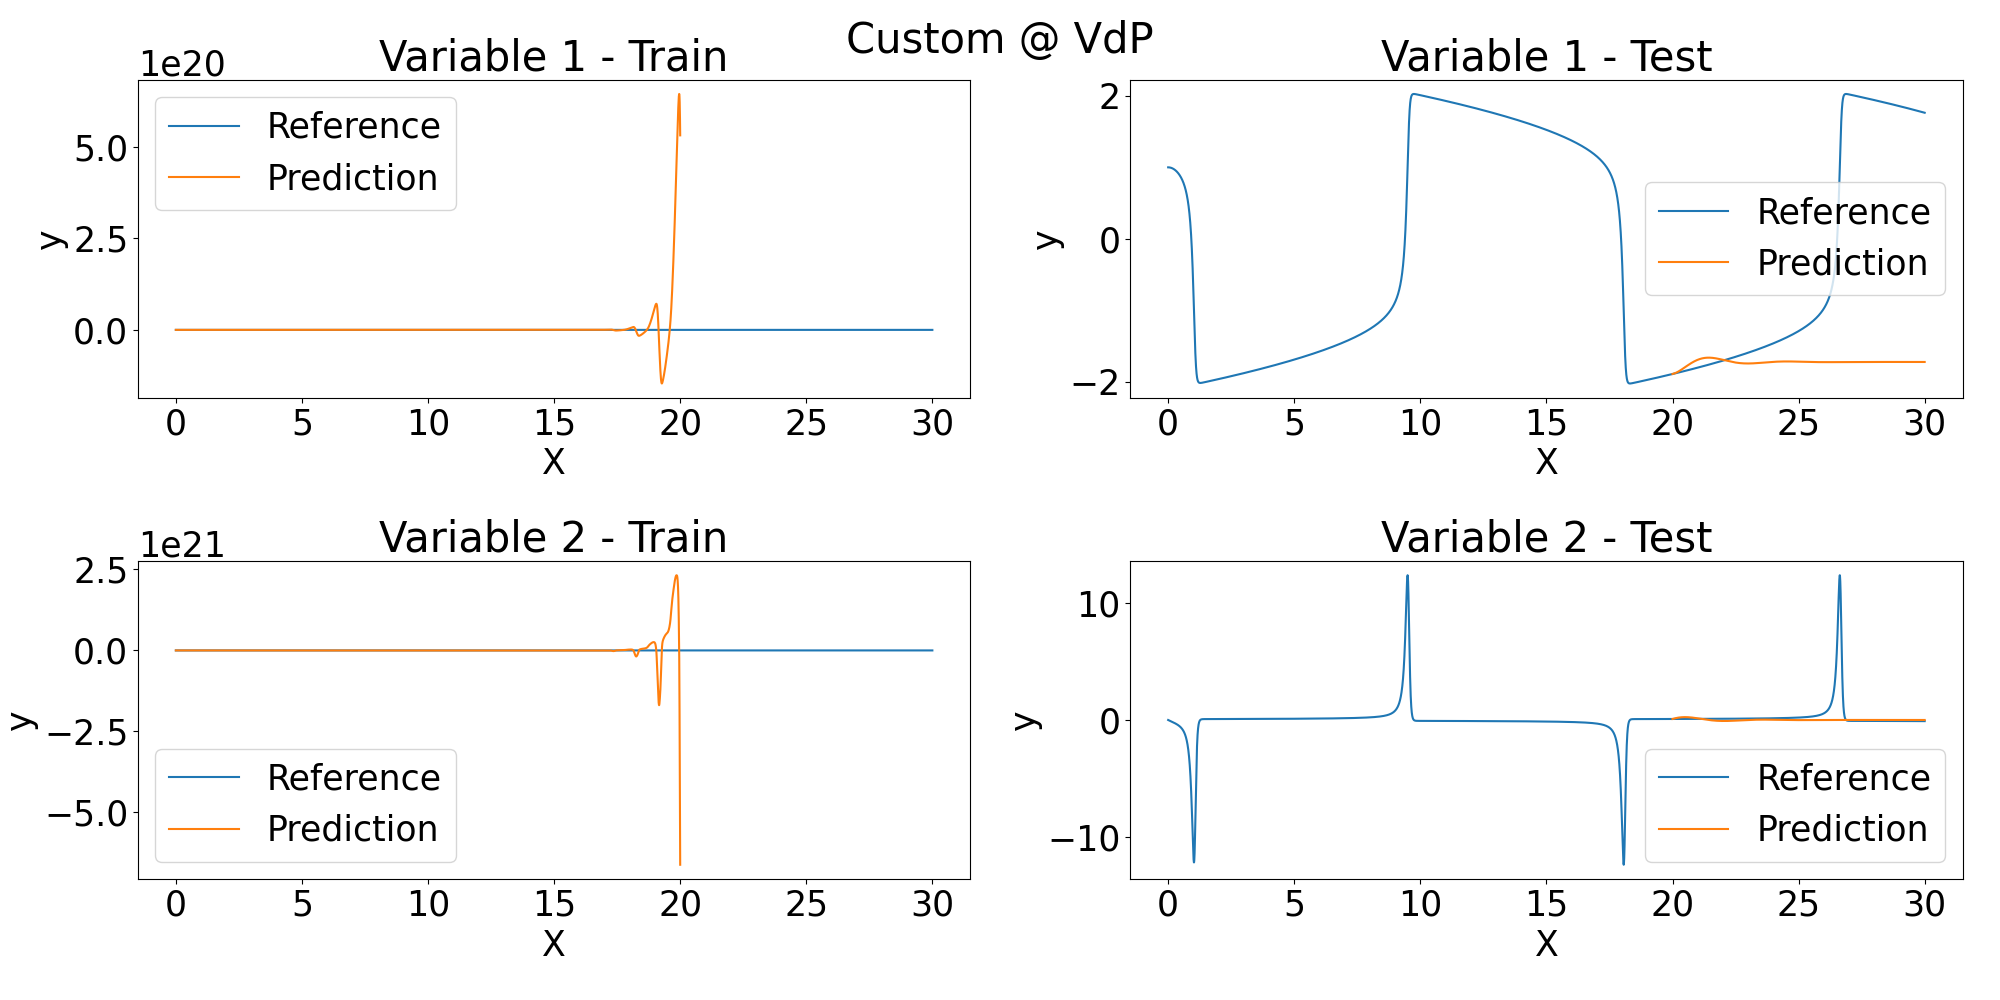 Custom @ VdP
Variable 1 - Train
1e20
5.0
2.5
0.0
y
Reference
Prediction
0 5 10 15 20 25 30
X
Variable 1 - Test
2
0
−2
y
Reference
Prediction
0 5 10 15 20 25 30
X
Variable 2 - Train
1e21
2.5
0.0
−2.5
−5.0
y
Reference
Prediction
0 5 10 15 20 25 30
X
Variable 2 - Test
10
0
−10
y
Reference
Prediction
0 5 10 15 20 25 30
X